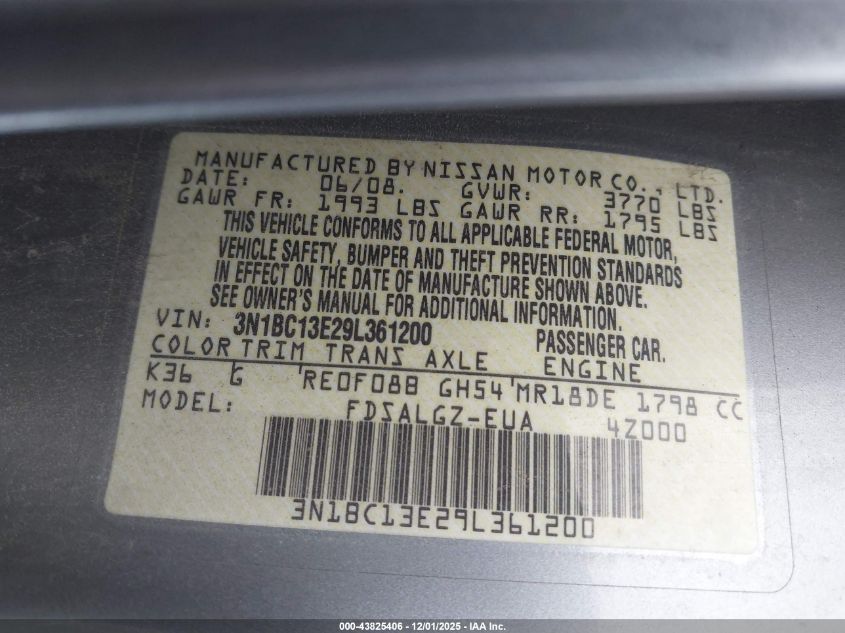 MANUFACTURED BY NISSAN MOTOR CO., LTD.
DATE: 06/08. GVWR: 3770 LBS
GAWR FR: 1993 LBS GAWR RR: 1795 LBS
THIS VEHICLE CONFORMS TO ALL APPLICABLE FEDERAL MOTOR,
VEHICLE SAFETY, BUMPER AND THEFT PREVENTION STANDARDS
IN EFFECT ON THE DATE OF MANUFACTURE SHOWN ABOVE.
SEE OWNER'S MANUAL FOR ADDITIONAL INFORMATION.
VIN: 3N1BC13E29L361200 PASSENGER CAR.
COLOR TRIM TRANS AXLE ENGINE
K36 G RE0F08B GH54 MR18DE 1798 CC
MODEL: FDSALGZ-EUA 4Z000
3N1BC13E29L361200
000-43825406 - 12/01/2025 - IAA Inc.